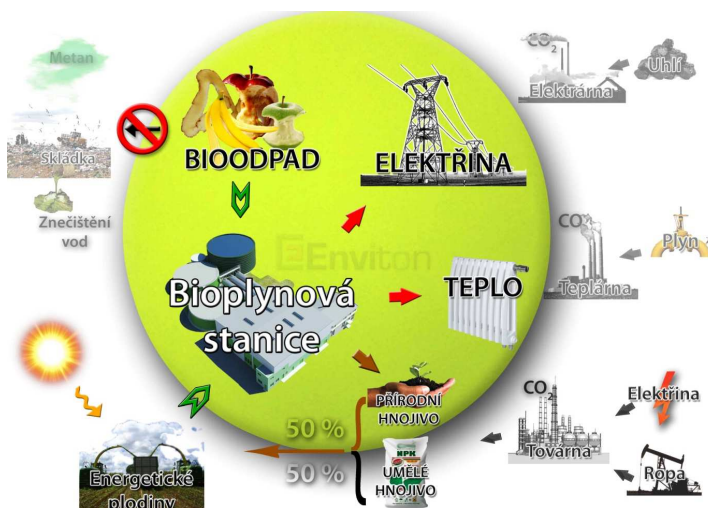 Metan
Skládka
Znečištění
vod
BIOODPAD
ELEKTŘINA
CO2
Elektrárna
Uhlí
Enviton
Bioplynová
stanice
TEPLO
CO
Teplárna
Plyn
PŘÍRODNÍ
HNOJIVO
50 %
50 %
NPK
UMĚLÉ
HNOJIVO
CO2
Továrna
Elektřina
Ropa
Energetické
plodiny